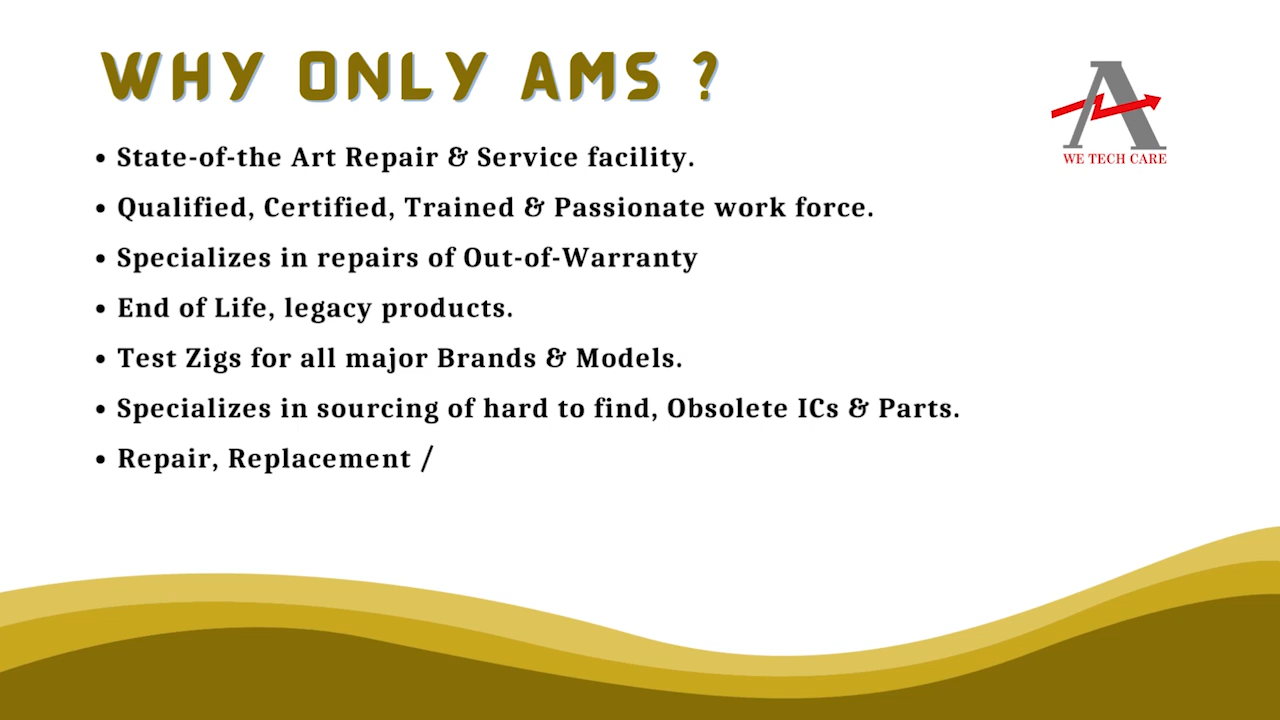 WHY ONLY AMS ?
WE TECH CARE
• State-of-the Art Repair & Service facility.
• Qualified, Certified, Trained & Passionate work force.
• Specializes in repairs of Out-of-Warranty
• End of Life, legacy products.
• Test Zigs for all major Brands & Models.
• Specializes in sourcing of hard to find, Obsolete ICs & Parts.
• Repair, Replacement /